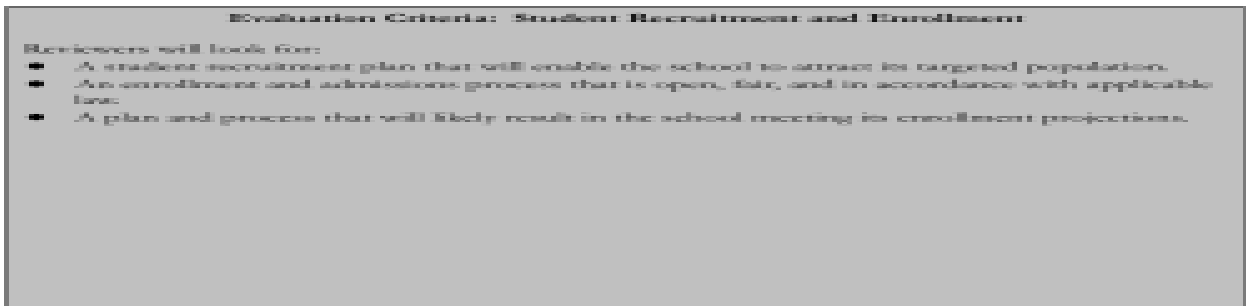 Evaluation Criteria: Student Recruitment and Enrollment
Reviewers will look for:
● A student recruitment plan that will enable the school to attract its targeted population.
● An enrollment and admissions process that is open, fair, and in accordance with applicable
law.
● A plan and process that will likely result in the school meeting its enrollment projections.